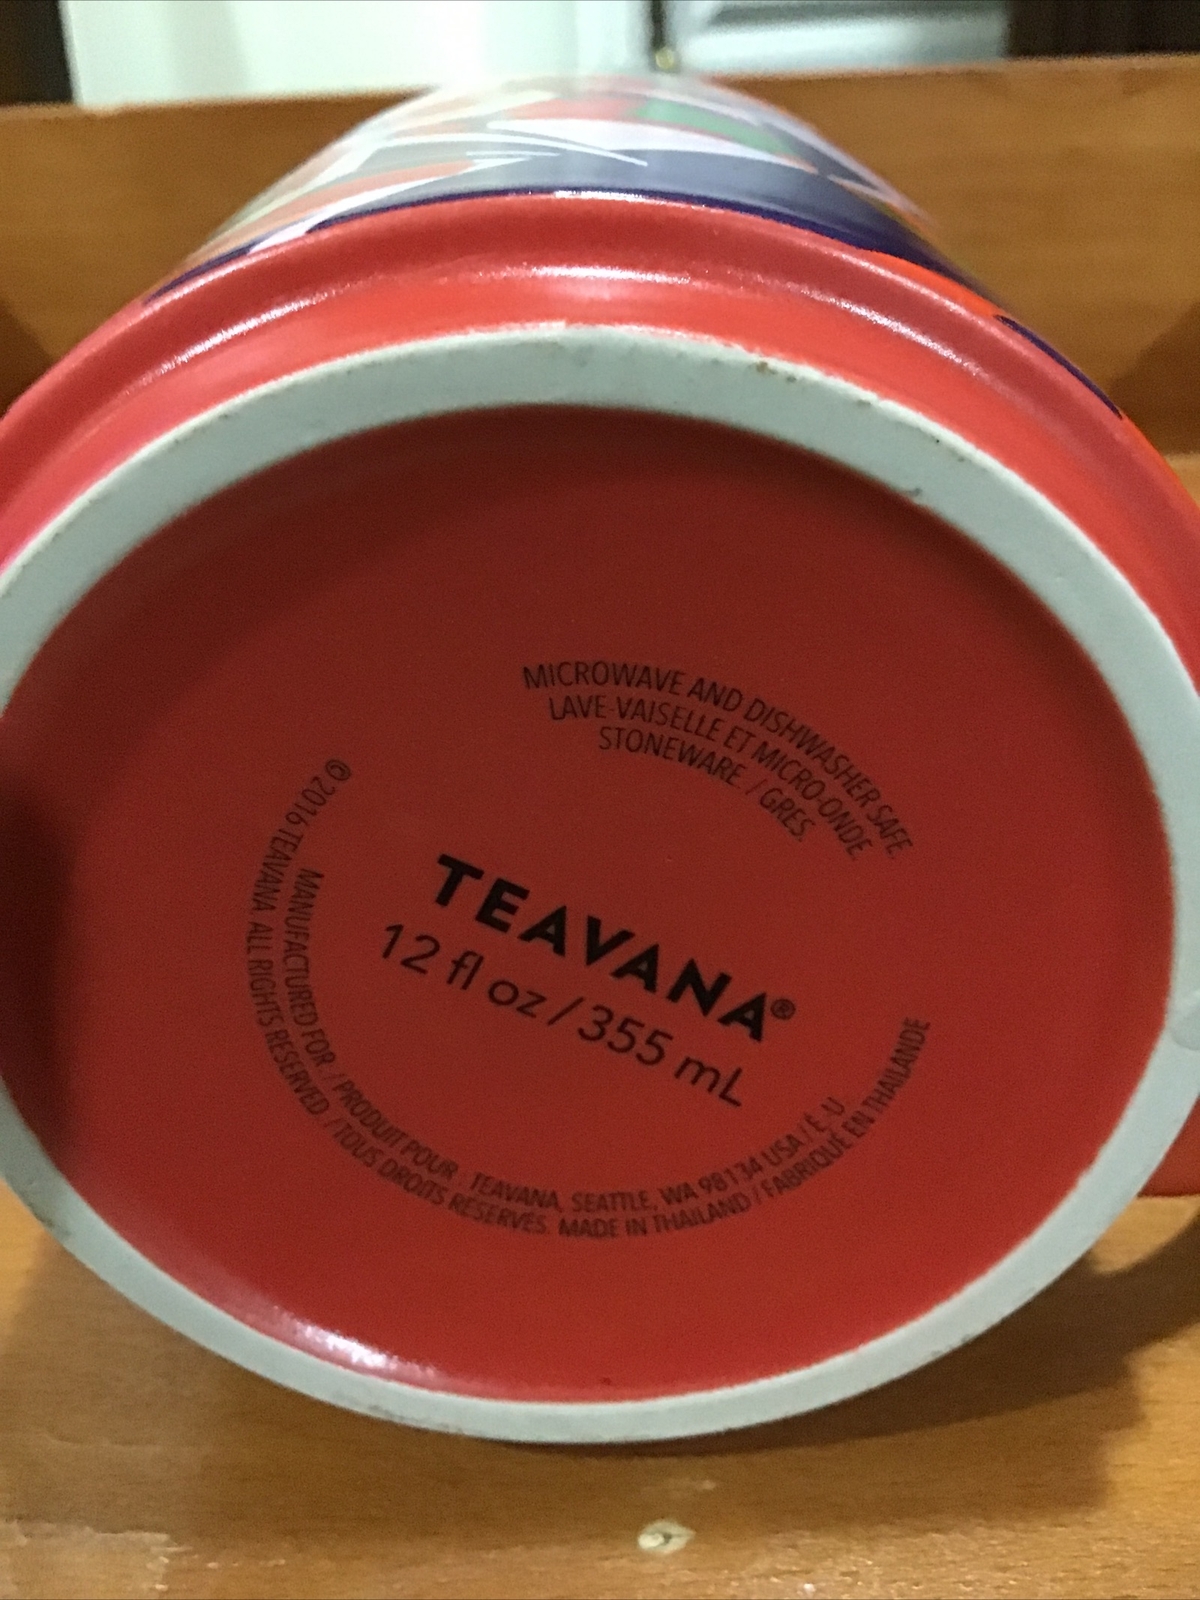 MICROWAVE AND DISHWASHER SAFE.
LAVE-VAISELLE ET MICRO-ONDE.
STONEWARE. / GRES.
TEAVANA®
12 fl oz / 355 mL
MANUFACTURED FOR / PRODUIT POUR : TEAVANA, SEATTLE, WA 98134 USA / É.-U
©2016 TEAVANA. ALL RIGHTS RESERVED / TOUS DROITS RÉSERVÉS. MADE IN THAILAND / FABRIQUÉ EN THAILANDE